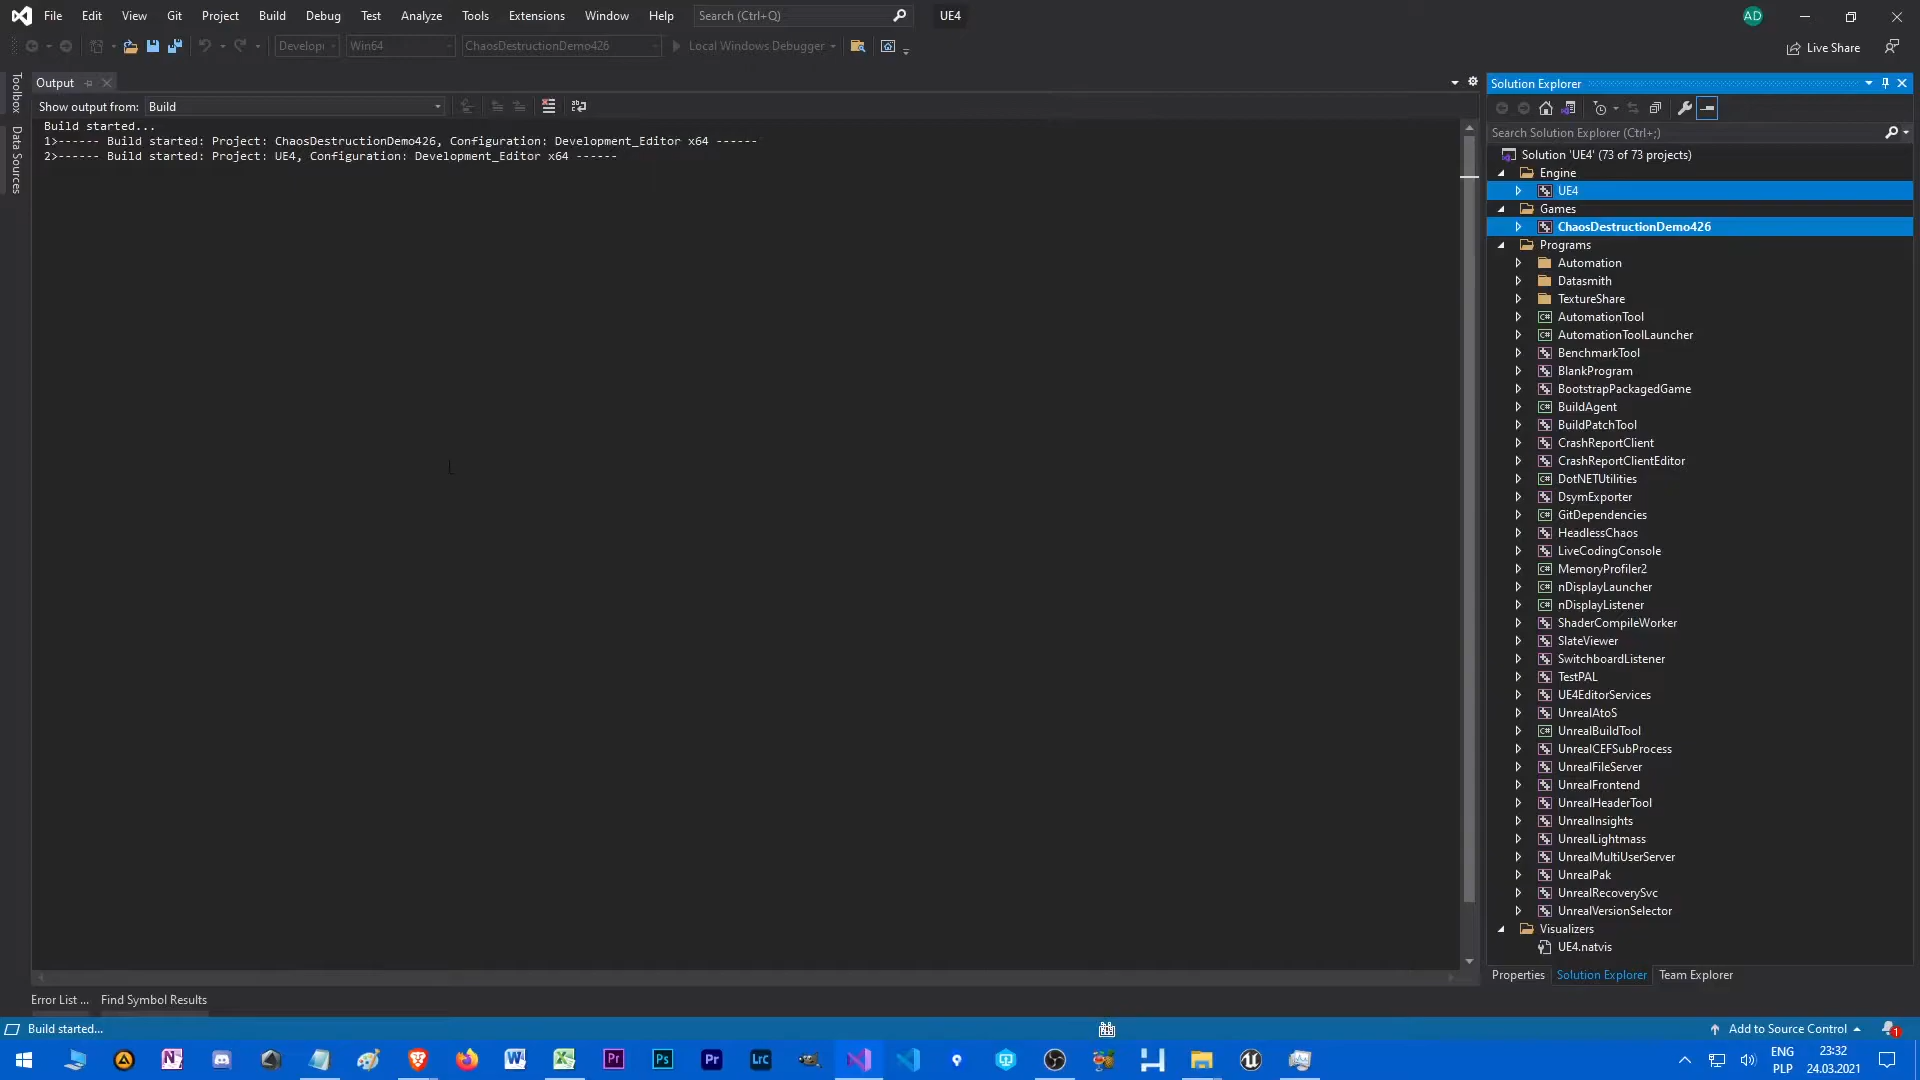 File Edit View Git Project Build Debug Test Analyze Tools Extensions Window Help Search (Ctrl+Q) UE4 AD
Develop Win64 ChaosDestructionDemo426 Local Windows Debugger Live Share
Toolbox
Data Sources
Output
Show output from: Build
Build started...
1>------ Build started: Project: ChaosDestructionDemo426, Configuration: Development_Editor x64 ------
2>------ Build started: Project: UE4, Configuration: Development_Editor x64 ------
Solution Explorer
Search Solution Explorer (Ctrl+;)
Solution 'UE4' (73 of 73 projects)
Engine
UE4
Games
ChaosDestructionDemo426
Programs
Automation
Datasmith
TextureShare
AutomationTool
AutomationToolLauncher
BenchmarkTool
BlankProgram
BootstrapPackagedGame
BuildAgent
BuildPatchTool
CrashReportClient
CrashReportClientEditor
DotNETUtilities
DsymExporter
GitDependencies
HeadlessChaos
LiveCodingConsole
MemoryProfiler2
nDisplayLauncher
nDisplayListener
ShaderCompileWorker
SlateViewer
SwitchboardListener
TestPAL
UE4EditorServices
UnrealAtoS
UnrealBuildTool
UnrealCEFSubProcess
UnrealFileServer
UnrealFrontend
UnrealHeaderTool
UnrealInsights
UnrealLightmass
UnrealMultiUserServer
UnrealPak
UnrealRecoverySvc
UnrealVersionSelector
Visualizers
UE4.natvis
Properties Solution Explorer Team Explorer
Error List ... Find Symbol Results
Build started... Add to Source Control 1
N W X Pr Ps Pr Lrc
ENG 23:32
PLP 24.03.2021